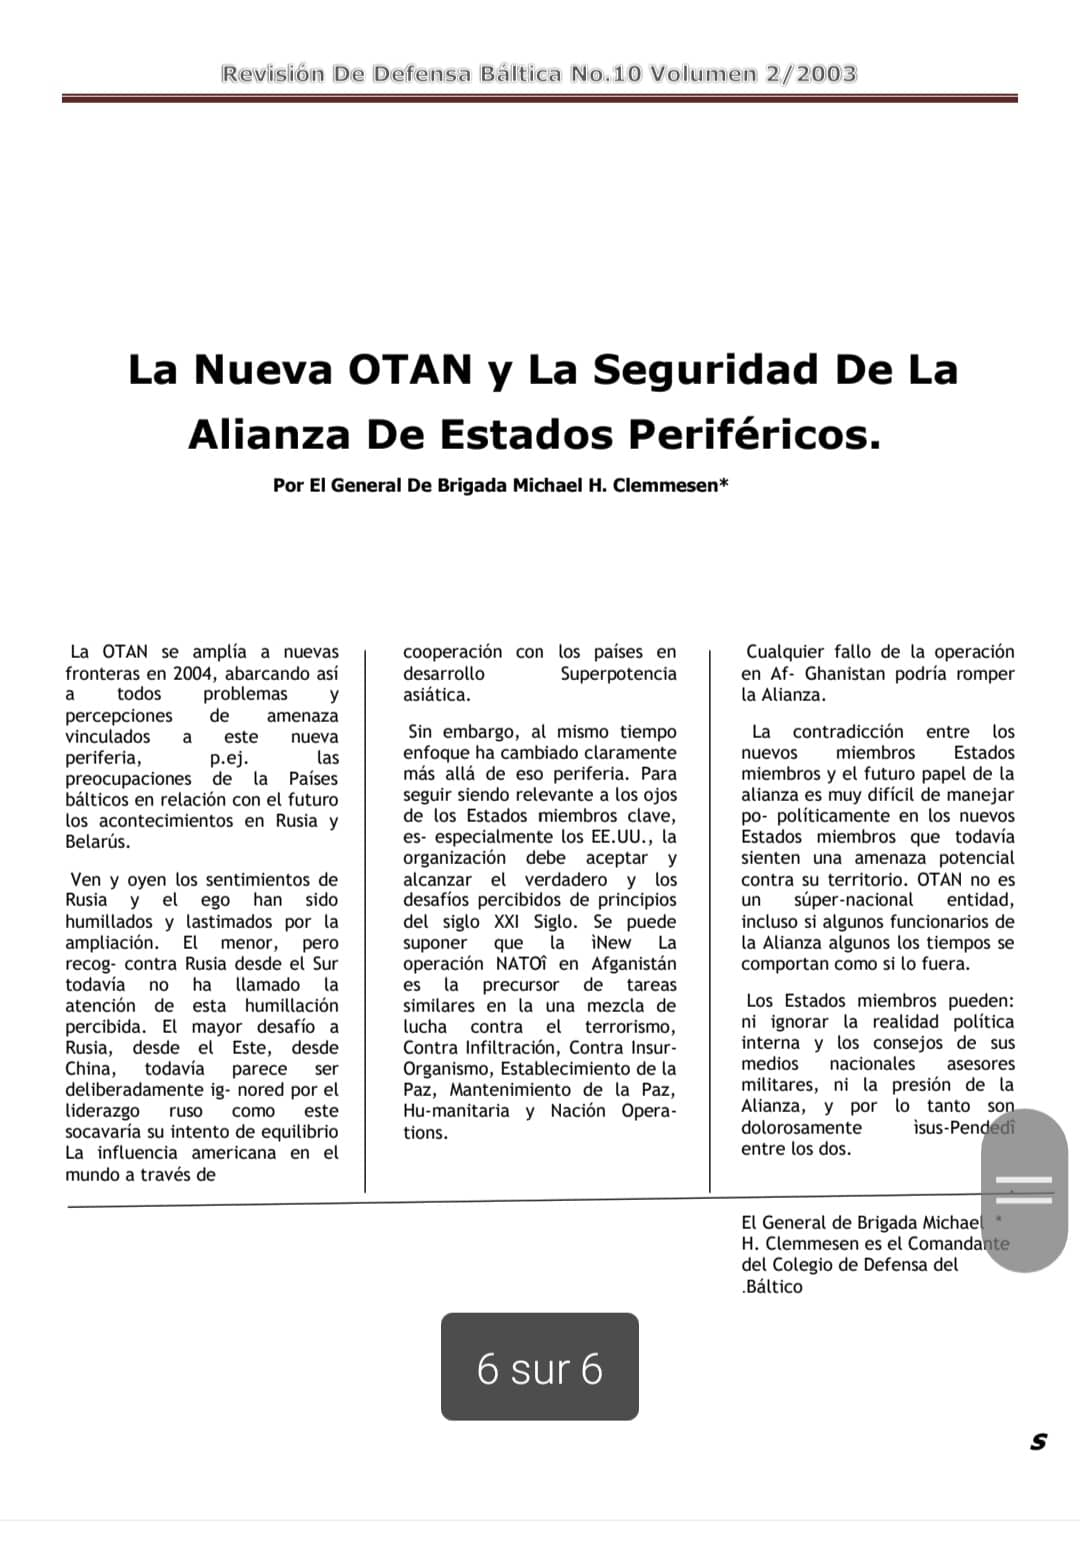 Revisión De Defensa Báltica No.10 Volumen 2/2003
La Nueva OTAN y La Seguridad De La
Alianza De Estados Periféricos.
Por El General De Brigada Michael H. Clemmesen*
La OTAN se amplía a nuevas
fronteras en 2004, abarcando así
a todos problemas y
percepciones de amenaza
vinculados a este nueva
periferia, p.ej. las
preocupaciones de la Países
bálticos en relación con el futuro
los acontecimientos en Rusia y
Belarús.
Ven y oyen los sentimientos de
Rusia y el ego han sido
humillados y lastimados por la
ampliación. El menor, pero
recog- contra Rusia desde el Sur
todavía no ha llamado la
atención de esta humillación
percibida. El mayor desafío a
Rusia, desde el Este, desde
China, todavía parece ser
deliberadamente ig- nored por el
liderazgo ruso como este
socavaría su intento de equilibrio
La influencia americana en el
mundo a través de
cooperación con los países en
desarrollo Superpotencia
asiática.
Sin embargo, al mismo tiempo
enfoque ha cambiado claramente
más allá de eso periferia. Para
seguir siendo relevante a los ojos
de los Estados miembros clave,
es- especialmente los EE.UU., la
organización debe aceptar y
alcanzar el verdadero y los
desafíos percibidos de principios
del siglo XXI Siglo. Se puede
suponer que la ìNew La
operación NATOî en Afganistán
es la precursor de tareas
similares en la una mezcla de
lucha contra el terrorismo,
Contra Infiltración, Contra Insur-
Organismo, Establecimiento de la
Paz, Mantenimiento de la Paz,
Hu-manitaria y Nación Opera-
tions.
Cualquier fallo de la operación
en Af- Ghanistan podría romper
la Alianza.
La contradicción entre los
nuevos miembros Estados
miembros y el futuro papel de la
alianza es muy difícil de manejar
po- políticamente en los nuevos
Estados miembros que todavía
sienten una amenaza potencial
contra su territorio. OTAN no es
un súper-nacional entidad,
incluso si algunos funcionarios de
la Alianza algunos los tiempos se
comportan como si lo fuera.
Los Estados miembros pueden:
ni ignorar la realidad política
interna y los consejos de sus
medios nacionales asesores
militares, ni la presión de la
Alianza, y por lo tanto son
dolorosamente ìsus-Pendedî
entre los dos.
El General de Brigada Michael *
H. Clemmesen es el Comandante
del Colegio de Defensa del
.Báltico
6 sur 6
S